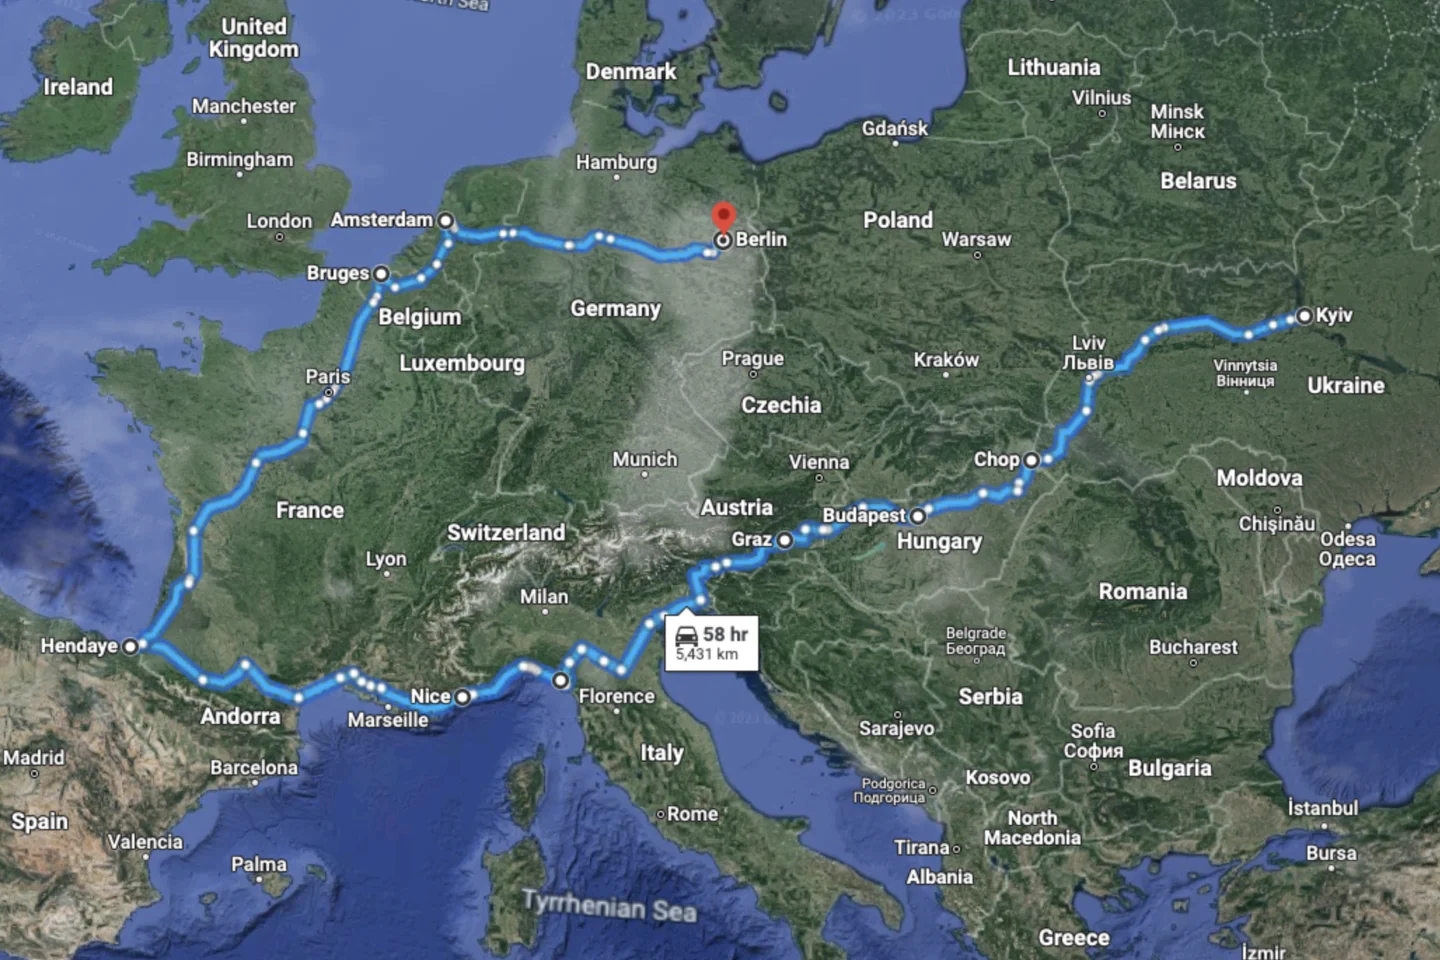 North Sea
United
Kingdom
Denmark
Lithuania
Ireland
Manchester
Vilnius
Minsk
Мінск
Gdańsk
Birmingham
Hamburg
Belarus
London
Amsterdam
Poland
Berlin
Warsaw
Bruges
Belgium
Germany
Kyiv
Luxembourg
Prague
Kraków
Lviv
Львів
Vinnytsia
Вінниця
Ukraine
Paris
Czechia
Munich
Vienna
Chop
Moldova
France
Austria
Budapest
Chișinău
Switzerland
Graz
Hungary
Odesa
Одеса
Lyon
Milan
Romania
Hendaye
58 hr
5,431 km
Belgrade
Београд
Bucharest
Nice
Florence
Serbia
Andorra
Marseille
Sarajevo
Sofia
София
Madrid
Barcelona
Italy
Kosovo
Bulgaria
Podgorica
Подгорица
Spain
Rome
North
Macedonia
İstanbul
Valencia
Tirana
Bursa
Palma
Albania
Tyrrhenian Sea
Greece
İzmir